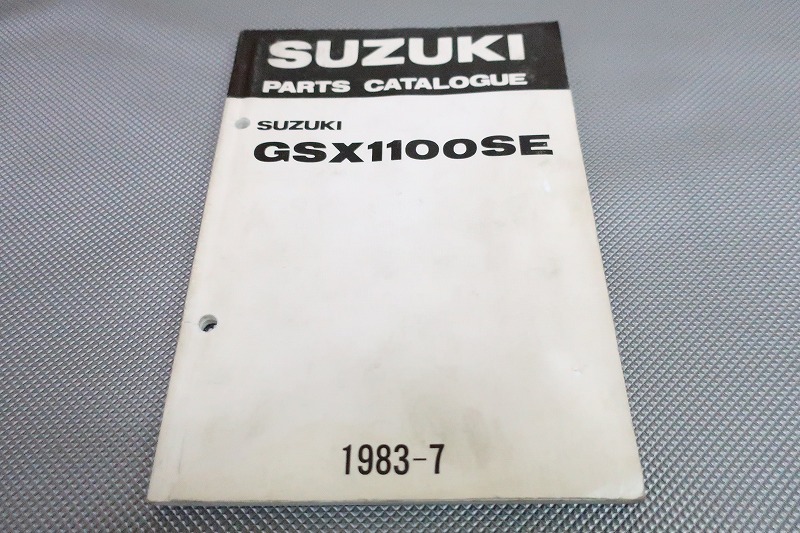 SUZUKI
PARTS CATALOGUE
SUZUKI
GSX1100SE
1983-7